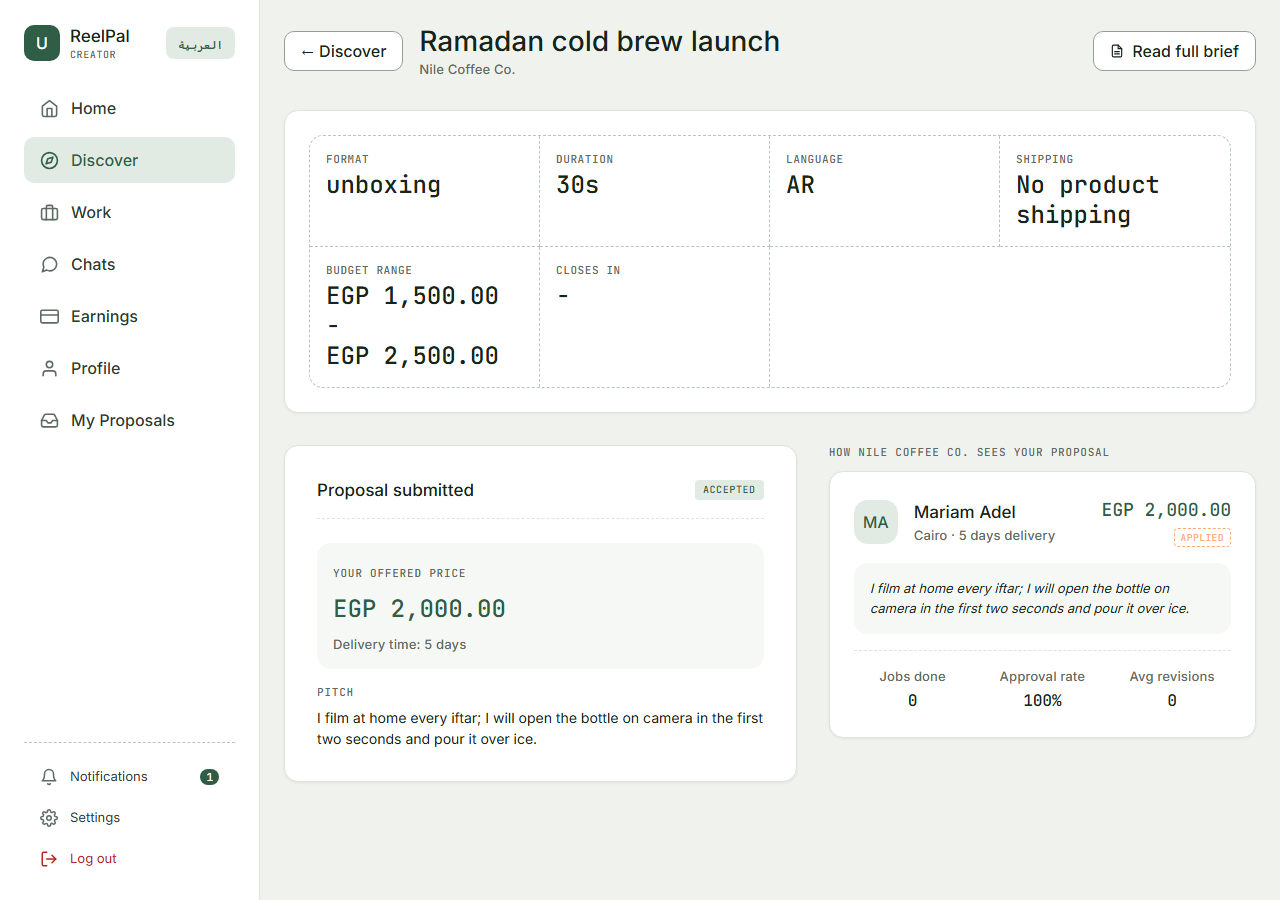 U
ReelPal
CREATOR
العربية
Home
Discover
Work
Chats
Earnings
Profile
My Proposals
Notifications
1
Settings
Log out
← Discover
Ramadan cold brew launch
Nile Coffee Co.
Read full brief
FORMAT
unboxing
DURATION
30s
LANGUAGE
AR
SHIPPING
No product
shipping
BUDGET RANGE
EGP 1,500.00
-
EGP 2,500.00
CLOSES IN
-
Proposal submitted
ACCEPTED
YOUR OFFERED PRICE
EGP 2,000.00
Delivery time: 5 days
PITCH
I film at home every iftar; I will open the bottle on camera in the first
two seconds and pour it over ice.
HOW NILE COFFEE CO. SEES YOUR PROPOSAL
MA
Mariam Adel
Cairo · 5 days delivery
EGP 2,000.00
APPLIED
I film at home every iftar; I will open the bottle on
camera in the first two seconds and pour it over ice.
Jobs done
0
Approval rate
100%
Avg revisions
0